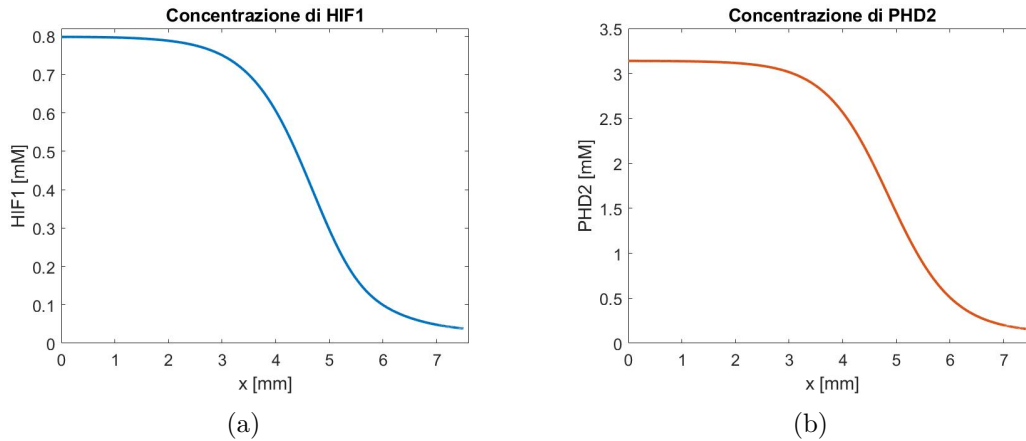 Concentrazione di HIF1
0.8
0.7
0.6
0.5
0.4
0.3
0.2
0.1
0
HIF1 [mM]
0 1 2 3 4 5 6 7
x [mm]
(a)
Concentrazione di PHD2
3.5
3
2.5
2
1.5
1
0.5
0
PHD2 [mM]
0 1 2 3 4 5 6 7
x [mm]
(b)